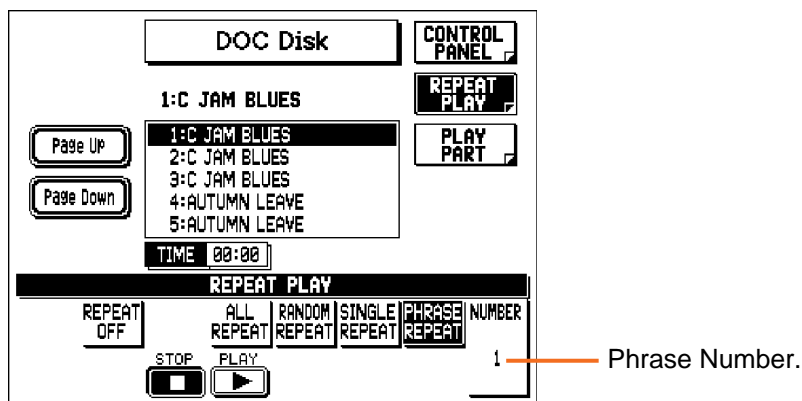 DOC Disk
CONTROL
PANEL
1:C JAM BLUES
REPEAT
PLAY
Page Up
Page Down
1:C JAM BLUES
2:C JAM BLUES
3:C JAM BLUES
4:AUTUMN LEAVE
5:AUTUMN LEAVE
PLAY
PART
TIME 00:00
REPEAT PLAY
REPEAT
OFF
ALL
REPEAT
RANDOM
REPEAT
SINGLE
REPEAT
PHRASE
REPEAT
NUMBER
1
Phrase Number.
STOP
PLAY